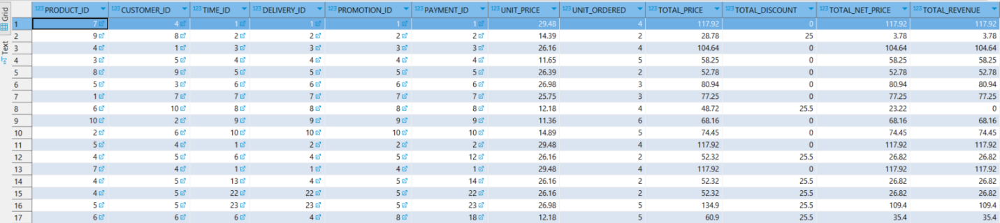 Grid
Text
123 PRODUCT_ID 123 CUSTOMER_ID 123 TIME_ID 123 DELIVERY_ID 123 PROMOTION_ID 123 PAYMENT_ID 123 UNIT_PRICE 123 UNIT_ORDERED 123 TOTAL_PRICE 123 TOTAL_DISCOUNT 123 TOTAL_NET_PRICE 123 TOTAL_REVENUE
1 7 4 1 1 1 1 29.48 4 117.92 0 117.92 117.92
2 9 8 2 2 2 2 14.39 2 28.78 25 3.78 3.78
3 4 1 3 3 3 3 26.16 4 104.64 0 104.64 104.64
4 3 5 4 4 4 4 11.65 5 58.25 0 58.25 58.25
5 8 9 5 5 5 5 26.39 2 52.78 0 52.78 52.78
6 5 3 6 6 6 6 26.98 3 80.94 0 80.94 80.94
7 1 7 7 7 7 7 25.75 3 77.25 0 77.25 77.25
8 6 10 8 8 8 8 12.18 4 48.72 25.5 23.22 0
9 10 2 9 9 9 9 11.36 6 68.16 0 68.16 68.16
10 2 6 10 10 10 10 14.89 5 74.45 0 74.45 74.45
11 5 4 1 2 2 2 29.48 4 117.92 0 117.92 117.92
12 4 5 6 4 5 12 26.16 2 52.32 25.5 26.82 26.82
13 7 4 1 1 4 1 29.48 4 117.92 0 117.92 117.92
14 4 5 13 4 5 14 26.16 2 52.32 25.5 26.82 26.82
15 4 5 22 22 5 22 26.16 2 52.32 25.5 26.82 26.82
16 5 5 23 23 5 23 26.98 5 134.9 25.5 109.4 109.4
17 6 6 6 4 8 18 12.18 5 60.9 25.5 35.4 35.4